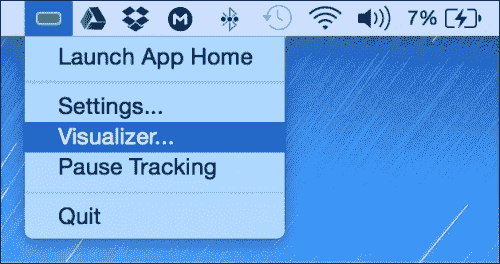 7%
Launch App Home
Settings...
Visualizer...
Pause Tracking
Quit